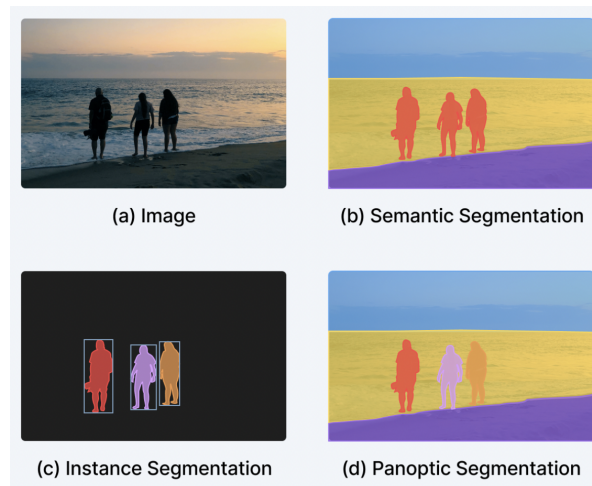 (a) Image
(b) Semantic Segmentation
(c) Instance Segmentation
(d) Panoptic Segmentation